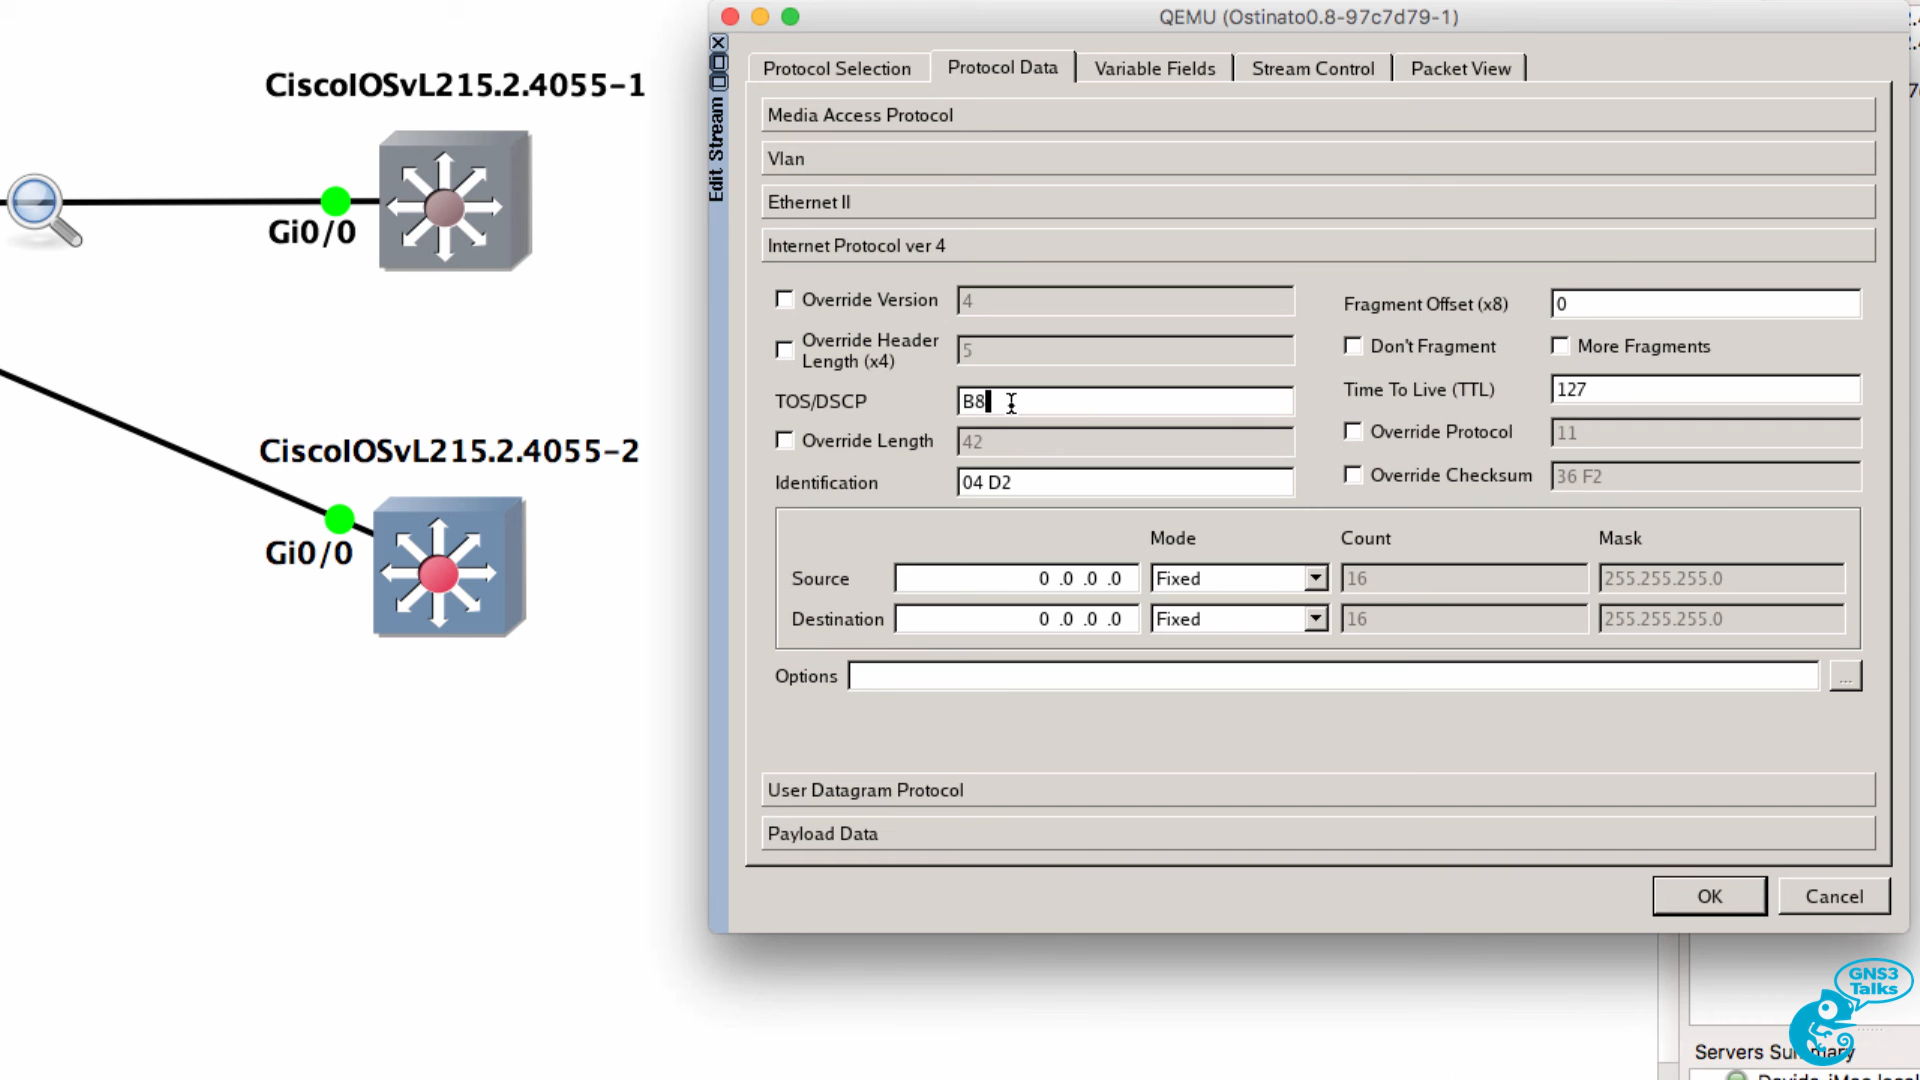 CiscoIOSvL215.2.4055-1
Gi0/0
CiscoIOSvL215.2.4055-2
Gi0/0
QEMU (Ostinato0.8-97c7d79-1)
Edit Stream
Protocol Selection Protocol Data Variable Fields Stream Control Packet View
Media Access Protocol
Vlan
Ethernet II
Internet Protocol ver 4
Override Version 4
Fragment Offset (x8) 0
Override Header
Length (x4) 5
Don't Fragment More Fragments
TOS/DSCP B8
Time To Live (TTL) 127
Override Length 42
Override Protocol 11
Identification 04 D2
Override Checksum 36 F2
Mode Count Mask
Source 0 .0 .0 .0 Fixed 16 255.255.255.0
Destination 0 .0 .0 .0 Fixed 16 255.255.255.0
Options ...
User Datagram Protocol
Payload Data
OK Cancel
GNS3
Talks
Servers Summary